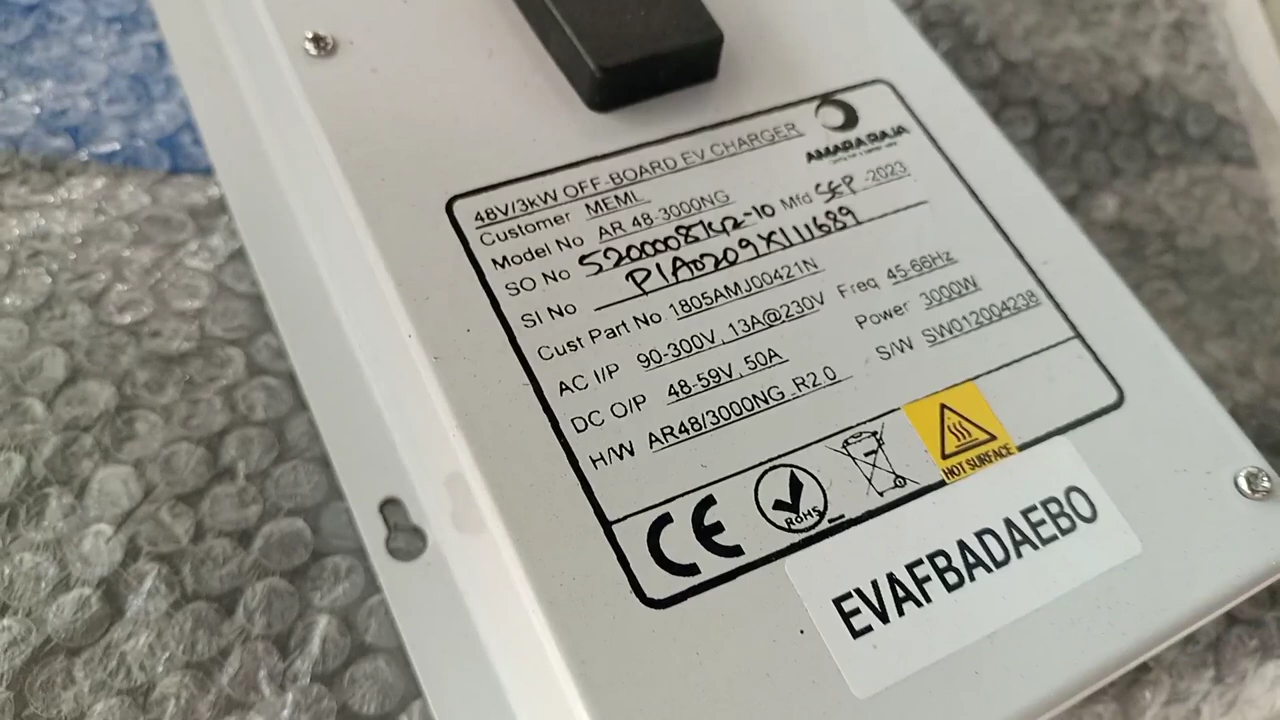 AMARA RAJA
48V/3kW OFF-BOARD EV CHARGER
Customer MEML
Model No AR 48-3000NG
SO No 5200008142-10 Mfd SEP -2023
SI No P1A0209X111689
Cust Part No 1805AMJ00421N
AC I/P 90-300V, 13A@230V Freq 45-66Hz
DC O/P 48-59V, 50A Power 3000W
H/W AR48/3000NG_R2.0 S/W SW012004238
CE RoHS HOT SURFACE
EVAFBADAEBO